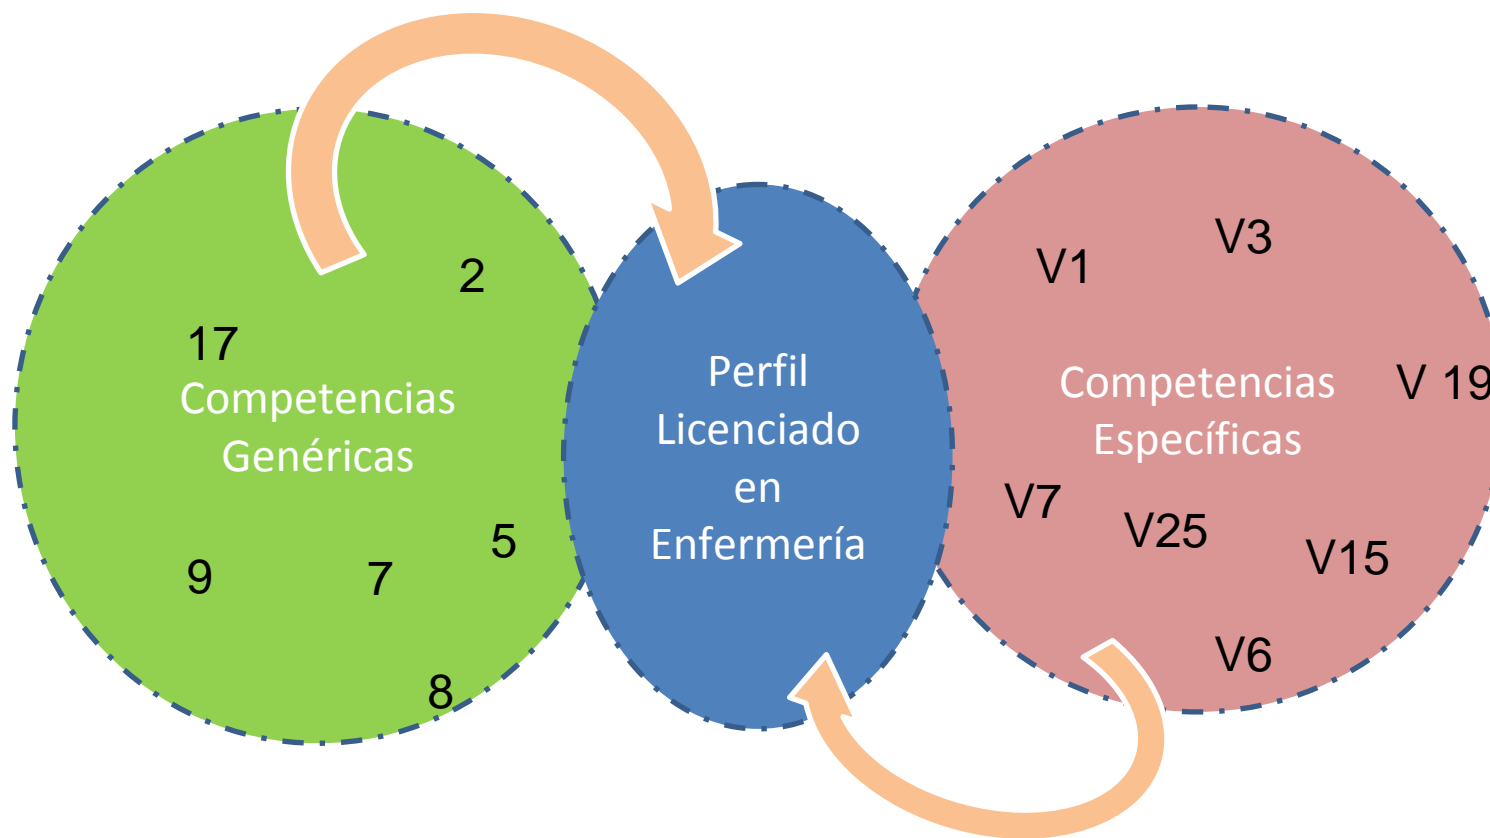 2
17
Competencias
Genéricas
5
9
7
8
Perfil
Licenciado
en
Enfermería
V3
V1
V 19
Competencias
Específicas
V7
V25
V15
V6